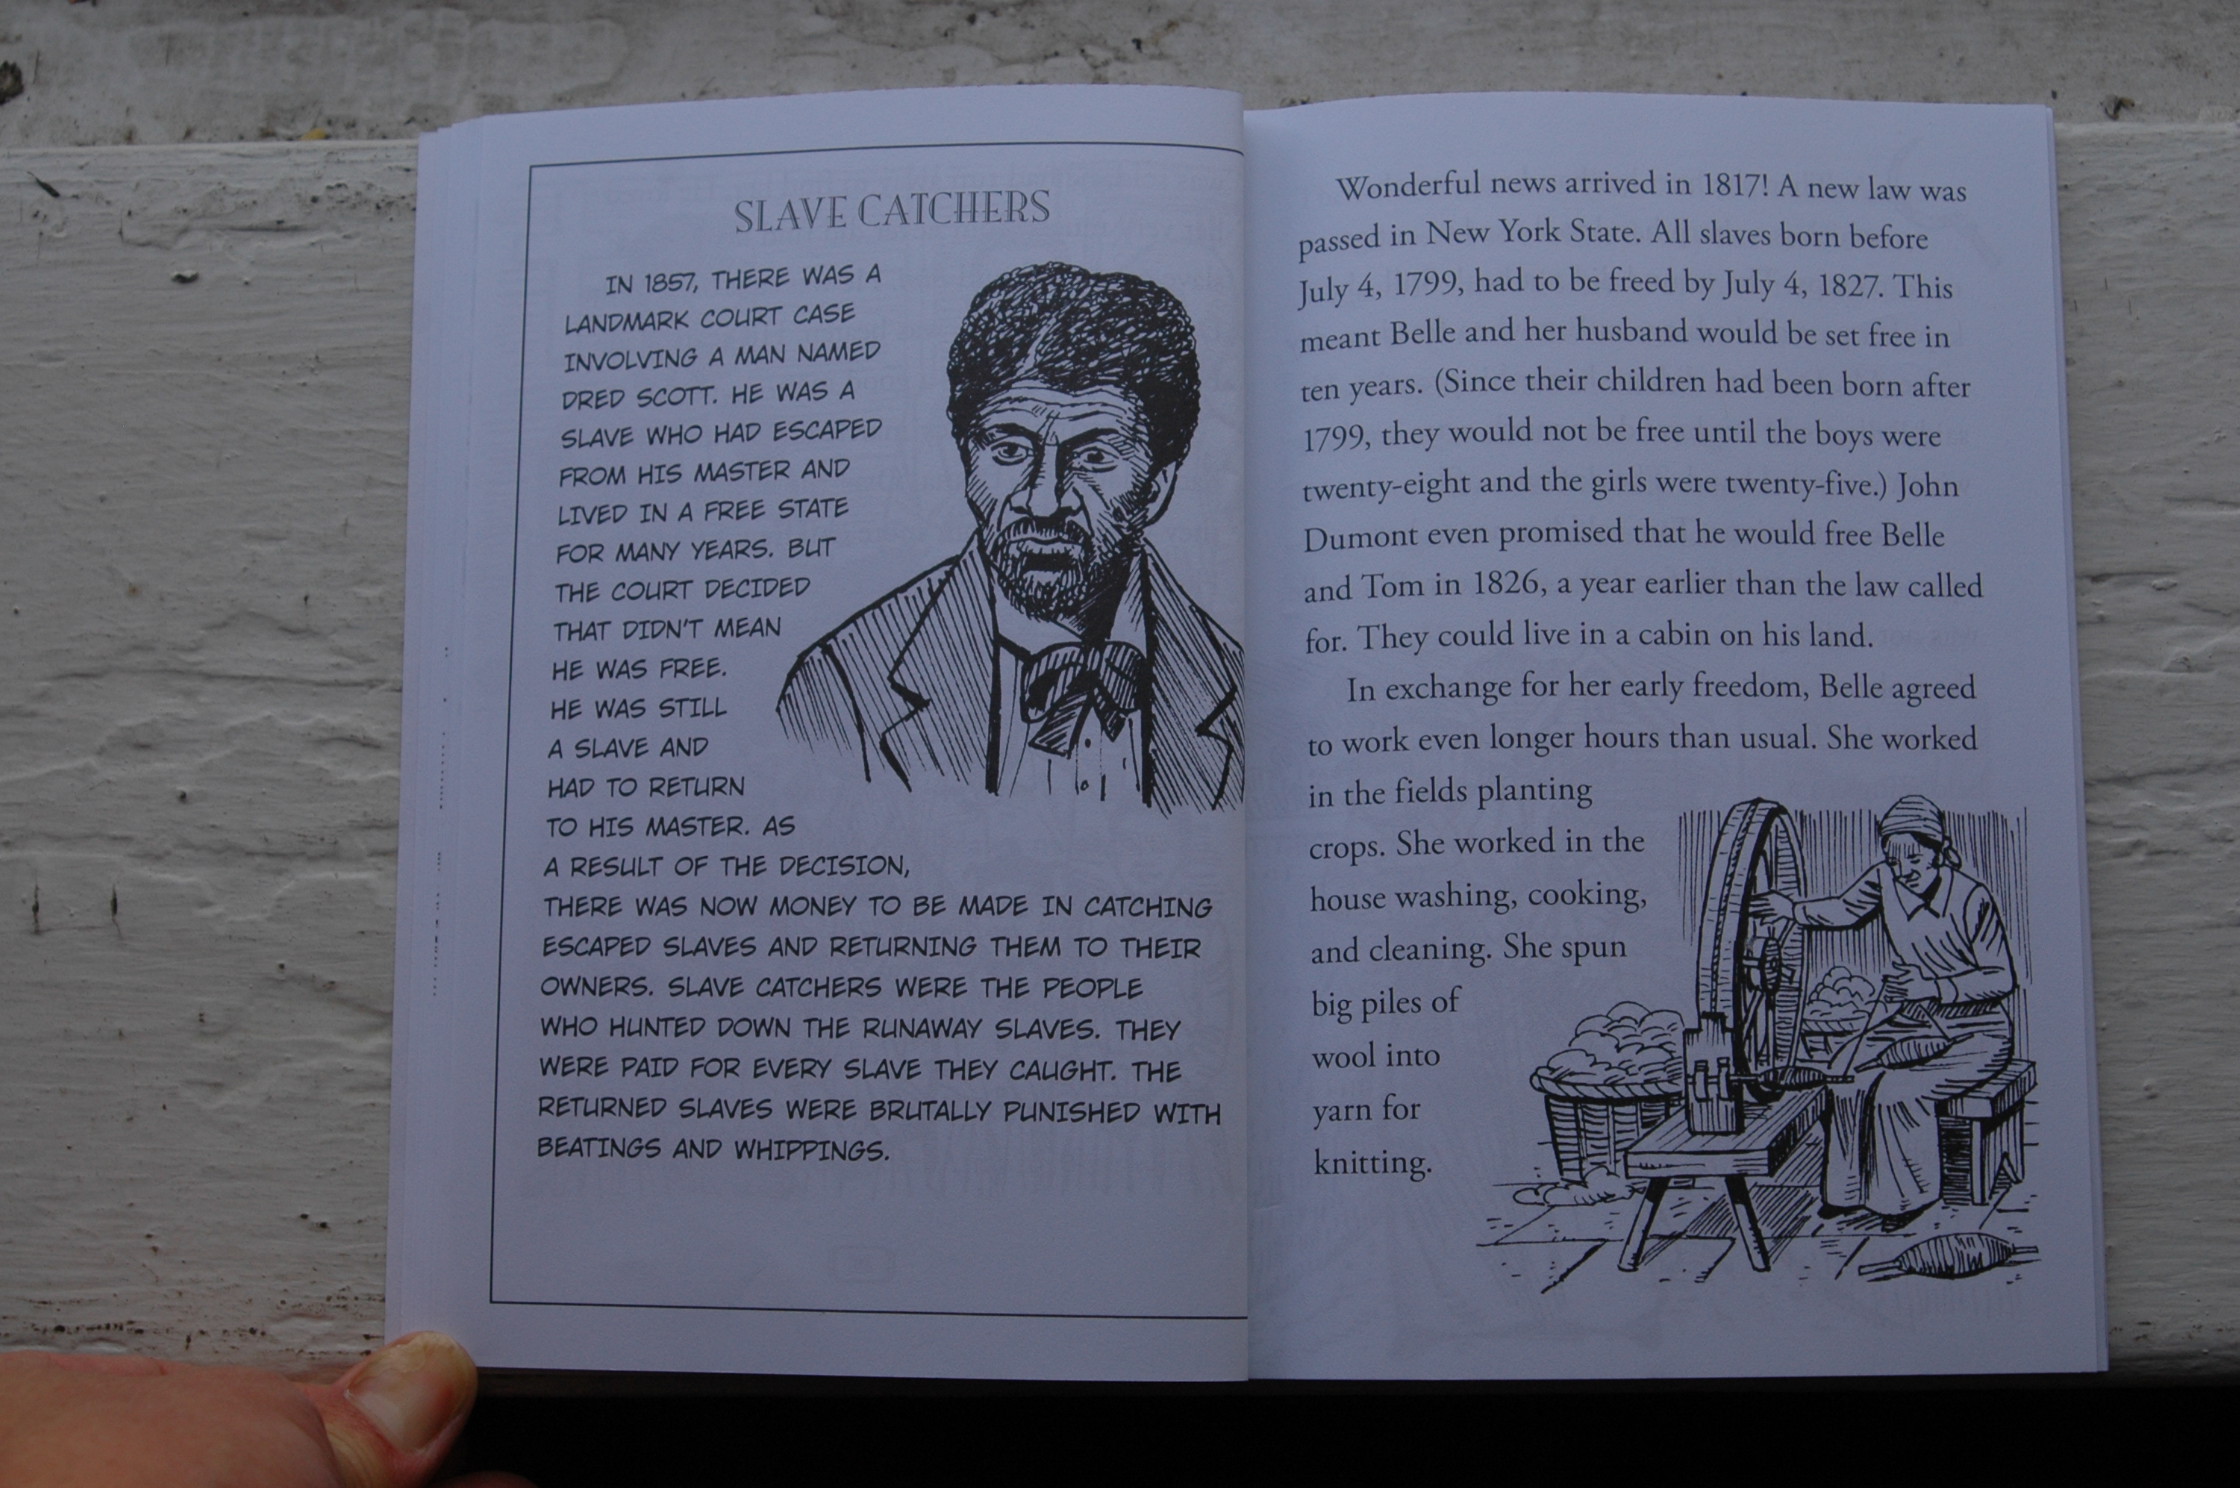 SLAVE CATCHERS
IN 1857, THERE WAS A
LANDMARK COURT CASE
INVOLVING A MAN NAMED
DRED SCOTT. HE WAS A
SLAVE WHO HAD ESCAPED
FROM HIS MASTER AND
LIVED IN A FREE STATE
FOR MANY YEARS. BUT
THE COURT DECIDED
THAT DIDN'T MEAN
HE WAS FREE.
HE WAS STILL
A SLAVE AND
HAD TO RETURN
TO HIS MASTER. AS
A RESULT OF THE DECISION,
THERE WAS NOW MONEY TO BE MADE IN CATCHING
ESCAPED SLAVES AND RETURNING THEM TO THEIR
OWNERS. SLAVE CATCHERS WERE THE PEOPLE
WHO HUNTED DOWN THE RUNAWAY SLAVES. THEY
WERE PAID FOR EVERY SLAVE THEY CAUGHT. THE
RETURNED SLAVES WERE BRUTALLY PUNISHED WITH
BEATINGS AND WHIPPINGS.
Wonderful news arrived in 1817! A new law was
passed in New York State. All slaves born before
July 4, 1799, had to be freed by July 4, 1827. This
meant Belle and her husband would be set free in
ten years. (Since their children had been born after
1799, they would not be free until the boys were
twenty-eight and the girls were twenty-five.) John
Dumont even promised that he would free Belle
and Tom in 1826, a year earlier than the law called
for. They could live in a cabin on his land.
In exchange for her early freedom, Belle agreed
to work even longer hours than usual. She worked
in the fields planting
crops. She worked in the
house washing, cooking,
and cleaning. She spun
big piles of
wool into
yarn for
knitting.